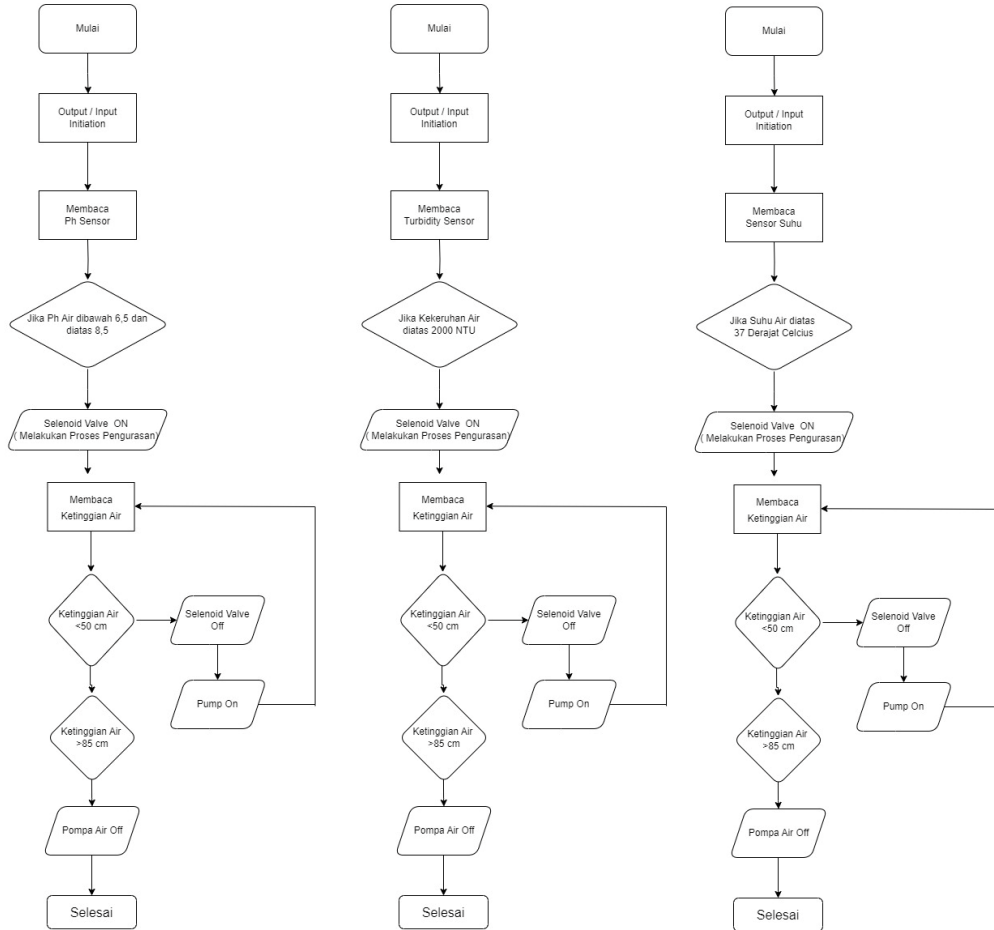 Mulai
Output / Input
Initiation
Membaca
Ph Sensor
Jika Ph Air dibawah 6,5 dan
diatas 8,5
Selenoid Valve ON
( Melakukan Proses Pengurasan)
Membaca
Ketinggian Air
Ketinggian Air
<50 cm
Selenoid Valve
Off
Pump On
Ketinggian Air
>85 cm
Pompa Air Off
Selesai
Mulai
Output / Input
Initiation
Membaca
Turbidity Sensor
Jika Kekeruhan Air
diatas 2000 NTU
Selenoid Valve ON
( Melakukan Proses Pengurasan)
Membaca
Ketinggian Air
Ketinggian Air
<50 cm
Selenoid Valve
Off
Pump On
Ketinggian Air
>85 cm
Pompa Air Off
Selesai
Mulai
Output / Input
Initiation
Membaca
Sensor Suhu
Jika Suhu Air diatas
37 Derajat Celcius
Selenoid Valve ON
( Melakukan Proses Pengurasan)
Membaca
Ketinggian Air
Ketinggian Air
<50 cm
Selenoid Valve
Off
Pump On
Ketinggian Air
>85 cm
Pompa Air Off
Selesai